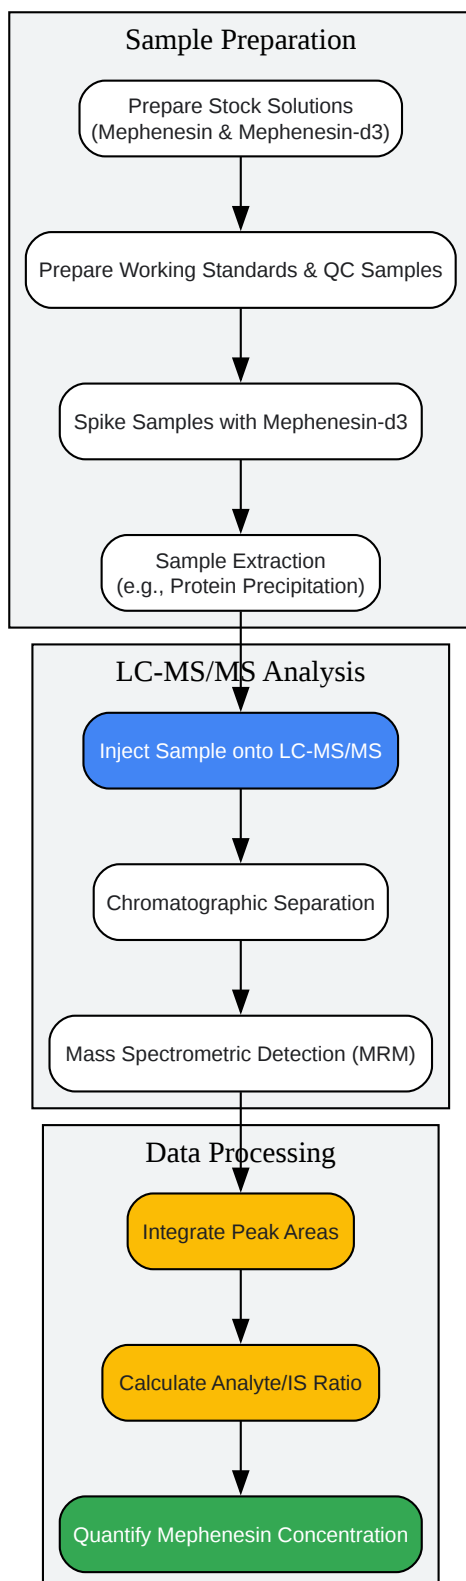 Sample Preparation
Prepare Stock Solutions
(Mephenesin & Mephenesin-d3)
Prepare Working Standards & QC Samples
Spike Samples with Mephenesin-d3
Sample Extraction
(e.g., Protein Precipitation)
LC-MS/MS Analysis
Inject Sample onto LC-MS/MS
Chromatographic Separation
Mass Spectrometric Detection (MRM)
Data Processing
Integrate Peak Areas
Calculate Analyte/IS Ratio
Quantify Mephenesin Concentration